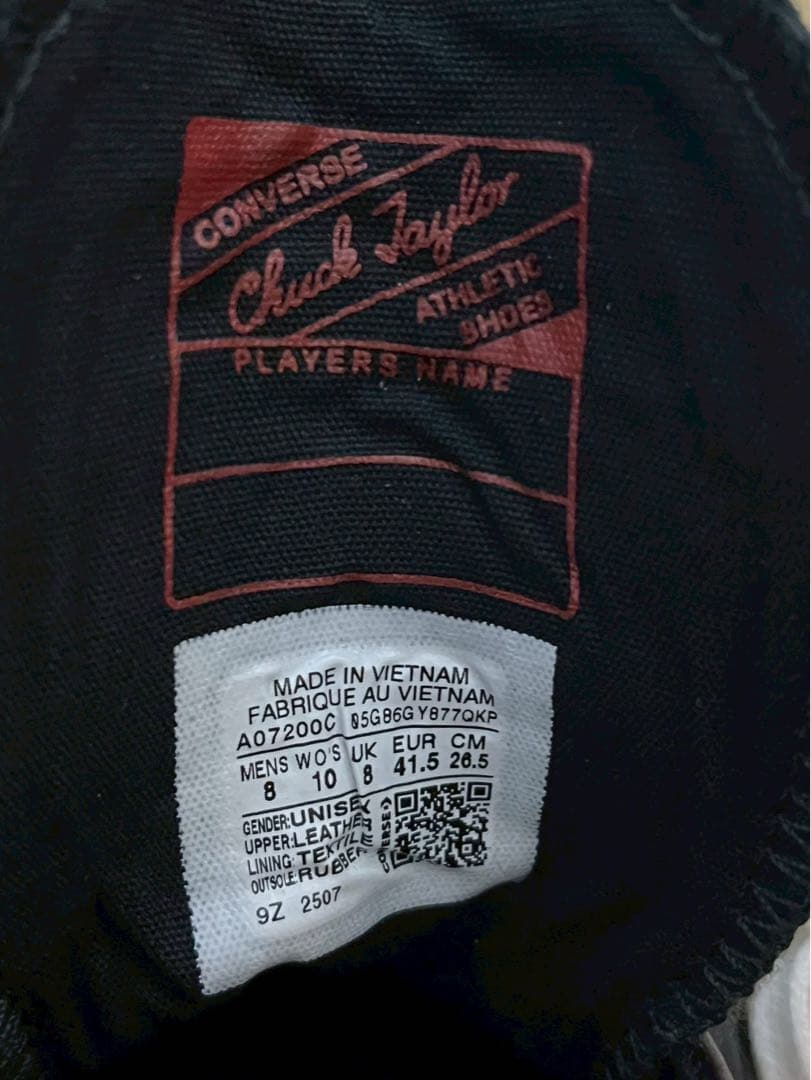 CONVERSE
Chuck Taylor
ATHLETIC
SHOES
PLAYERS NAME
MADE IN VIETNAM
FABRIQUE AU VIETNAM
A07200C 05G86GY877QKP
MENS WO'S UK EUR CM
8 10 8 41.5 26.5
GENDER:UNISEX
UPPER:LEATHER
LINING:TEXTILE
OUTSOLE:RUBBER
CONVERSE
9Z 2507